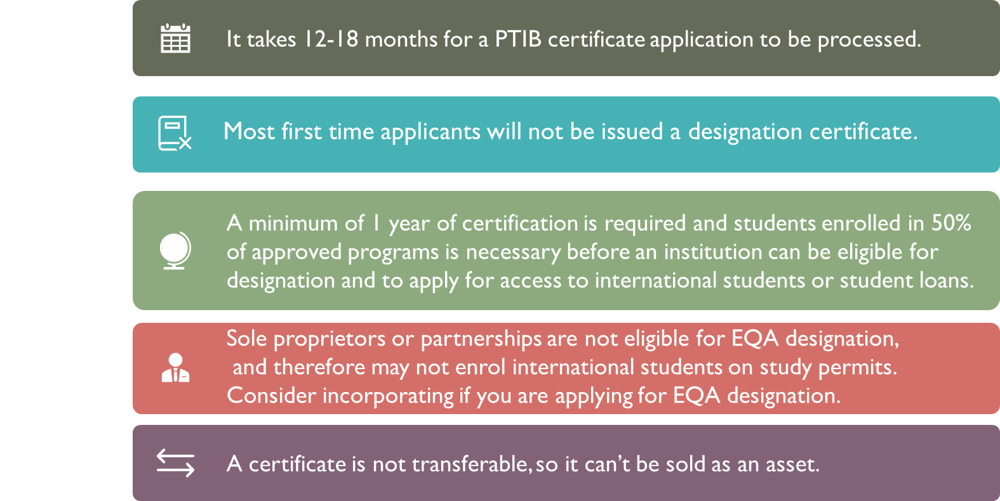 It takes 12-18 months for a PTIB certificate application to be processed.
Most first time applicants will not be issued a designation certificate.
A minimum of 1 year of certification is required and students enrolled in 50%
of approved programs is necessary before an institution can be eligible for
designation and to apply for access to international students or student loans.
Sole proprietors or partnerships are not eligible for EQA designation,
and therefore may not enrol international students on study permits.
Consider incorporating if you are applying for EQA designation.
A certificate is not transferable, so it can’t be sold as an asset.